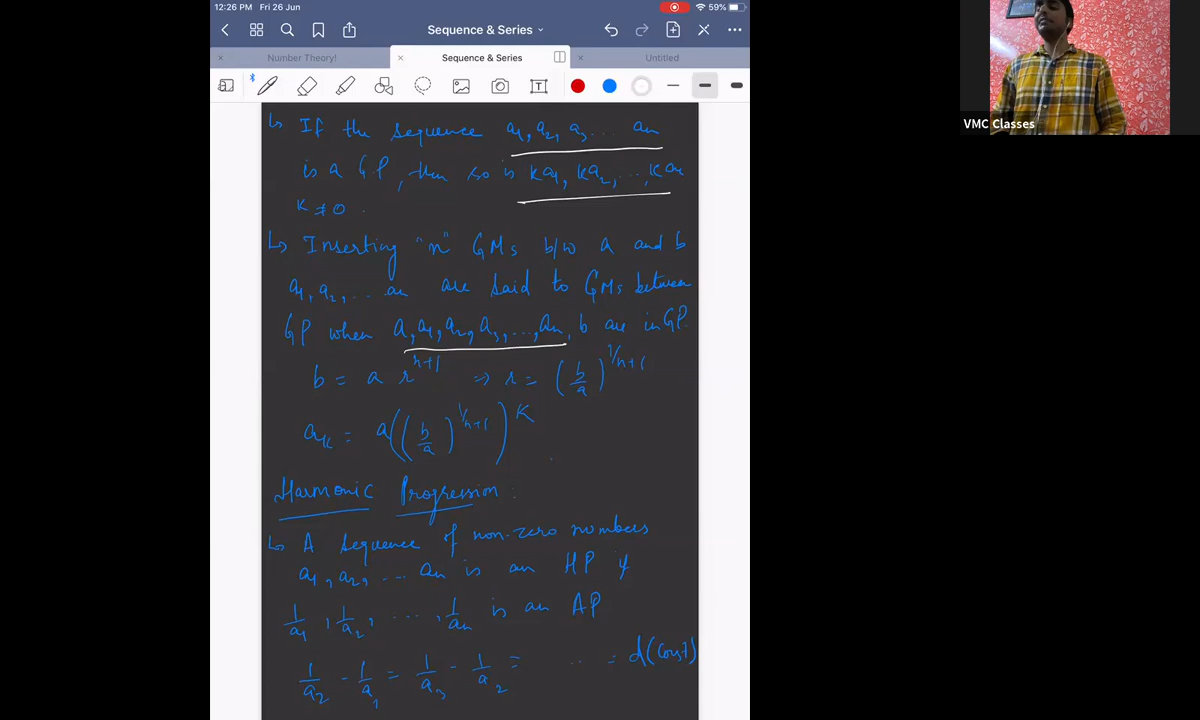 12:26 PM Fri 26 Jun
59%
Sequence & Series
Number Theory!
Sequence & Series
Untitled
VMC Classes
↳ If the sequence a₁, a₂, a₃ ... aₙ
is a G.P, then so is Ka₁, Ka₂, ..., Kaₙ
K ≠ 0.
↳ Inserting "n" GMs b/w a and b
a₁, a₂, ... aₙ are said to GMs between
GP when a, a₁, a₂, a₃, ..., aₙ, b are in GP.
b = a r^(n+1) ⇒ r = (b/a)^(1/n+1)
aₖ = a((b/a)^(1/n+1))^K
Harmonic Progression:
↳ A sequence of non-zero numbers
a₁, a₂, ... aₙ is an HP if
1/a₁, 1/a₂, ..., 1/aₙ is an AP
1/a₂ - 1/a₁ = 1/a₃ - 1/a₂ = ... = d(const)